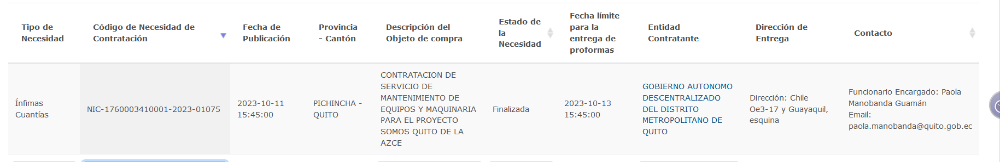 Tipo de
Necesidad
Código de Necesidad de
Contratación
Fecha de
Publicación
Provincia
- Cantón
Descripción del
Objeto de compra
Estado de
la
Necesidad
Fecha límite
para la
entrega de
proformas
Entidad
Contratante
Dirección de
Entrega
Contacto
Ínfimas
Cuantías
NIC-1760003410001-2023-01075
2023-10-11
15:45:00
PICHINCHA -
QUITO
CONTRATACION DE
SERVICIO DE
MANTENIMIENTO DE
EQUIPOS Y MAQUINARIA
PARA EL PROYECTO
SOMOS QUITO DE LA
AZCE
Finalizada
2023-10-13
15:45:00
GOBIERNO AUTONOMO
DESCENTRALIZADO
DEL DISTRITO
METROPOLITANO DE
QUITO
Dirección: Chile
Oe3-17 y Guayaquil,
esquina
Funcionario Encargado: Paola
Manobanda Guamán
Email:
paola.manobanda@quito.gob.ec